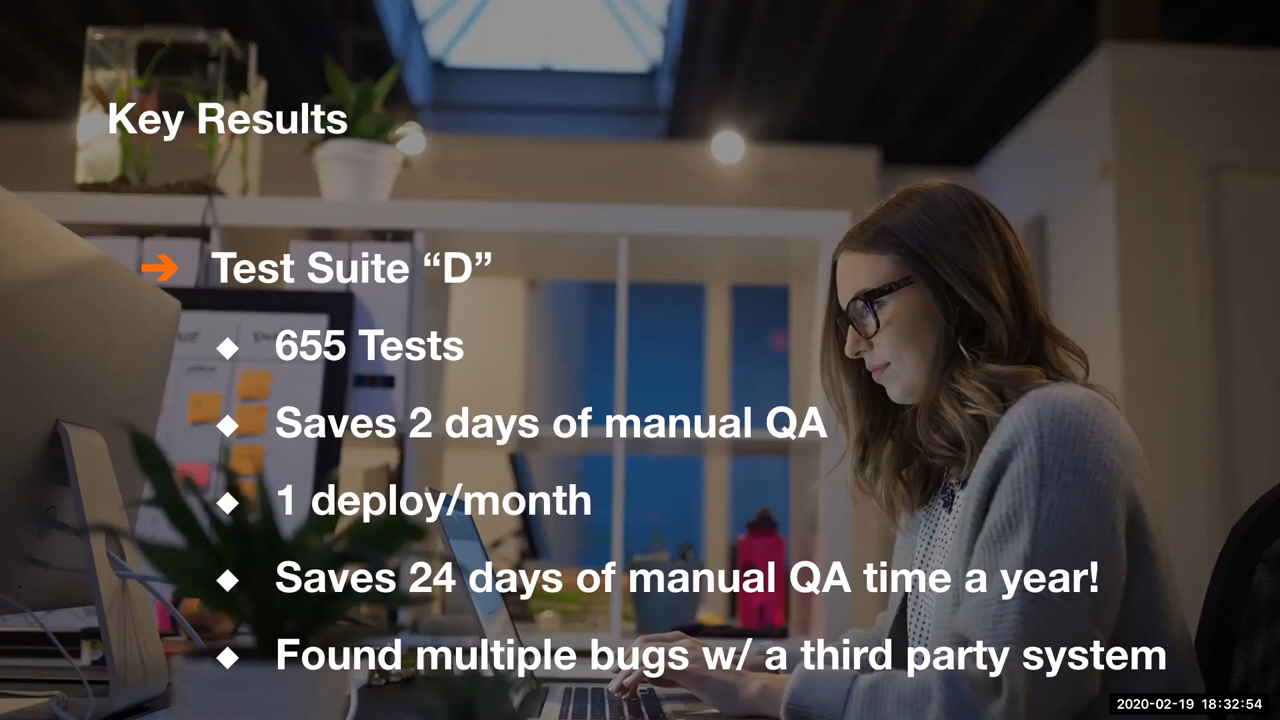 Key Results
➔ Test Suite “D”
◆ 655 Tests
◆ Saves 2 days of manual QA
◆ 1 deploy/month
◆ Saves 24 days of manual QA time a year!
◆ Found multiple bugs w/ a third party system
2020-02-19 18:32:54